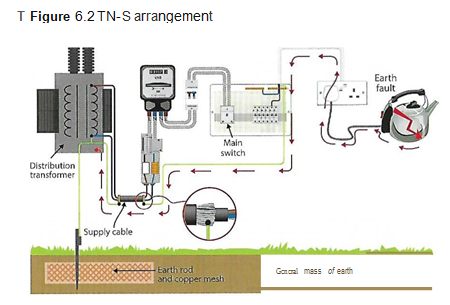 T Figure 6.2 TN-S arrangement
Earth
fault
Main
switch
Distribution
transformer
Supply cable
Earth rod
and copper mesh
General mass of earth